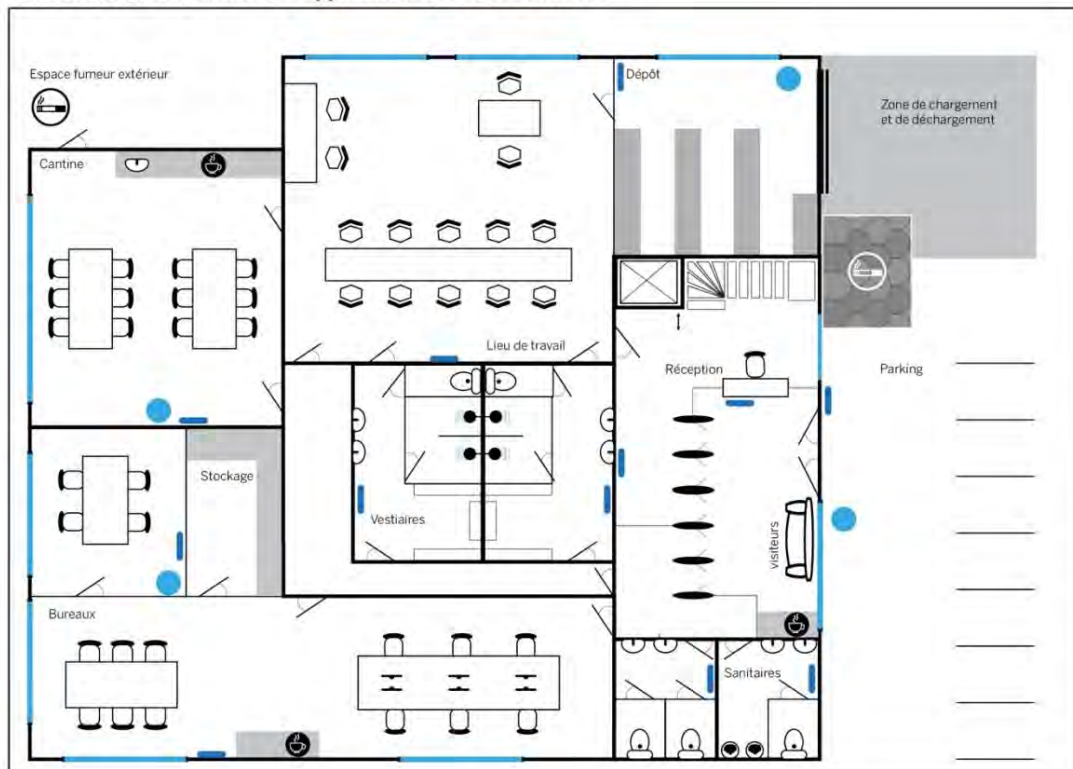 Espace fumeur extérieur
Dépôt
Zone de chargement
et de déchargement
Cantine
Lieu de travail
Réception
Parking
Stockage
Vestiaires
visiteurs
Bureaux
Sanitaires